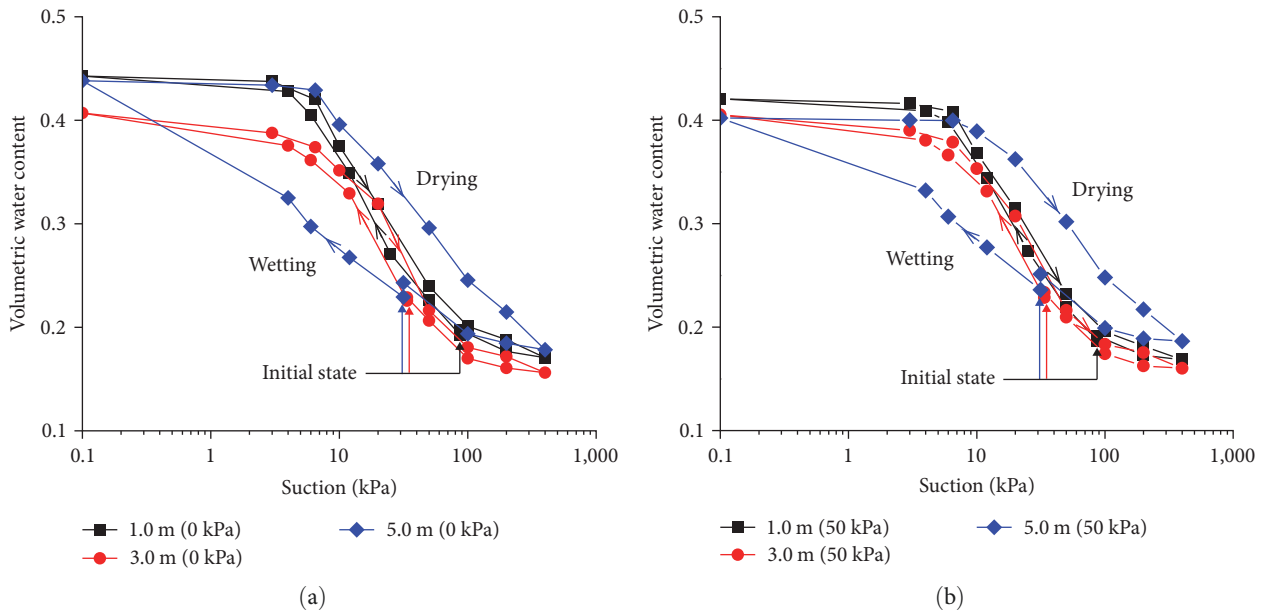 0.5
0.4
0.3
0.2
0.1
Volumetric water content
Drying
Wetting
Initial state
0.1 1 10 100 1,000
Suction (kPa)
1.0 m (0 kPa)
3.0 m (0 kPa)
5.0 m (0 kPa)
(a)
0.5
0.4
0.3
0.2
0.1
Volumetric water content
Drying
Wetting
Initial state
0.1 1 10 100 1,000
Suction (kPa)
1.0 m (50 kPa)
3.0 m (50 kPa)
5.0 m (50 kPa)
(b)